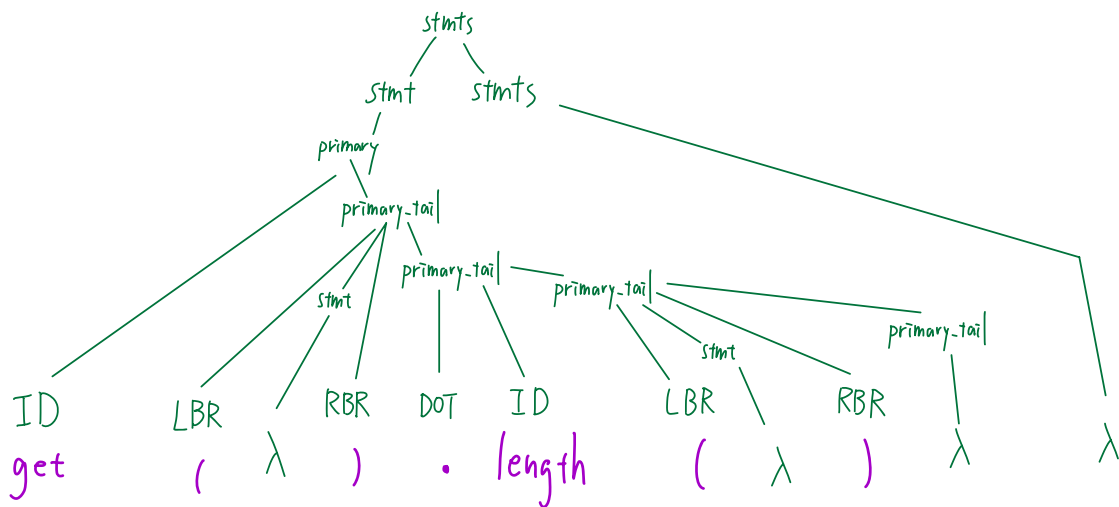 stmts
stmt stmts
primary
primary_tail
primary_tail primary_tail
stmt primary_tail
stmt
ID LBR RBR DOT ID LBR RBR
get ( λ ) . length ( λ ) λ λ